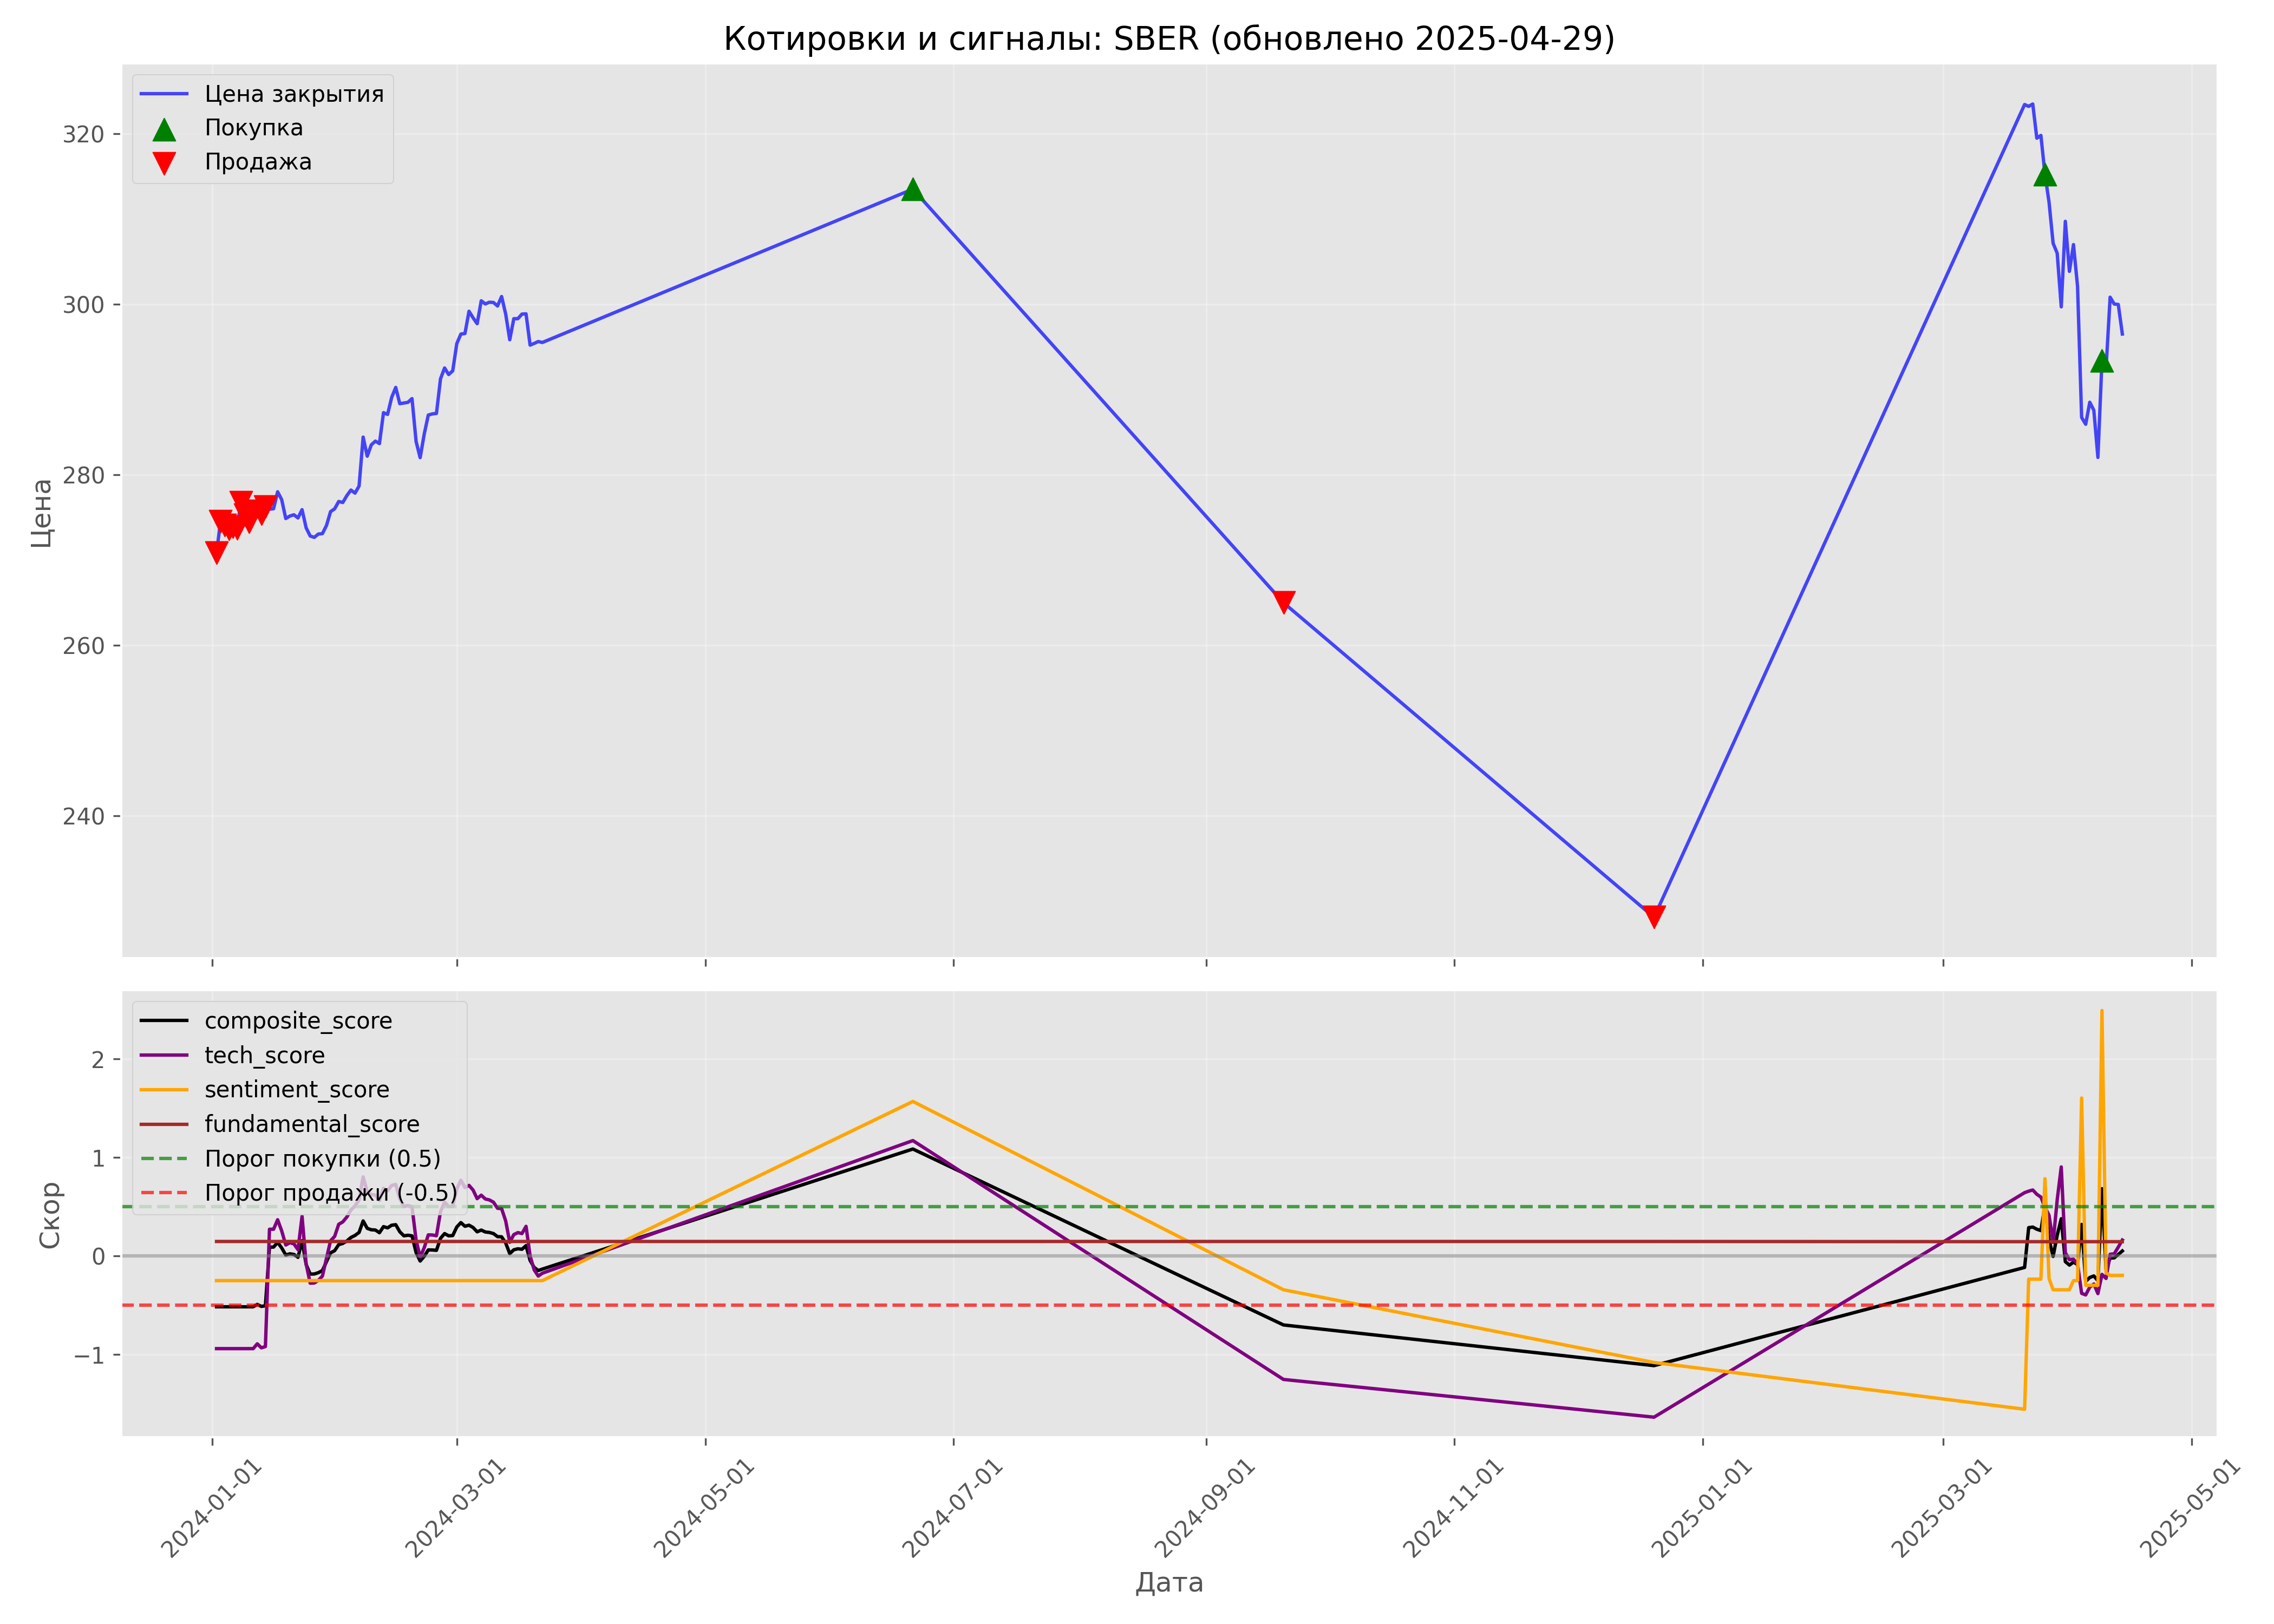 Котировки и сигналы: SBER (обновлено 2025-04-29)
Цена закрытия
Покупка
Продажа
320
300
280
260
240
Цена
composite_score
tech_score
sentiment_score
fundamental_score
Порог покупки (0.5)
Порог продажи (-0.5)
2
1
0
−1
Скор
2024-01-01
2024-03-01
2024-05-01
2024-07-01
2024-09-01
2024-11-01
2025-01-01
2025-03-01
2025-05-01
Дата